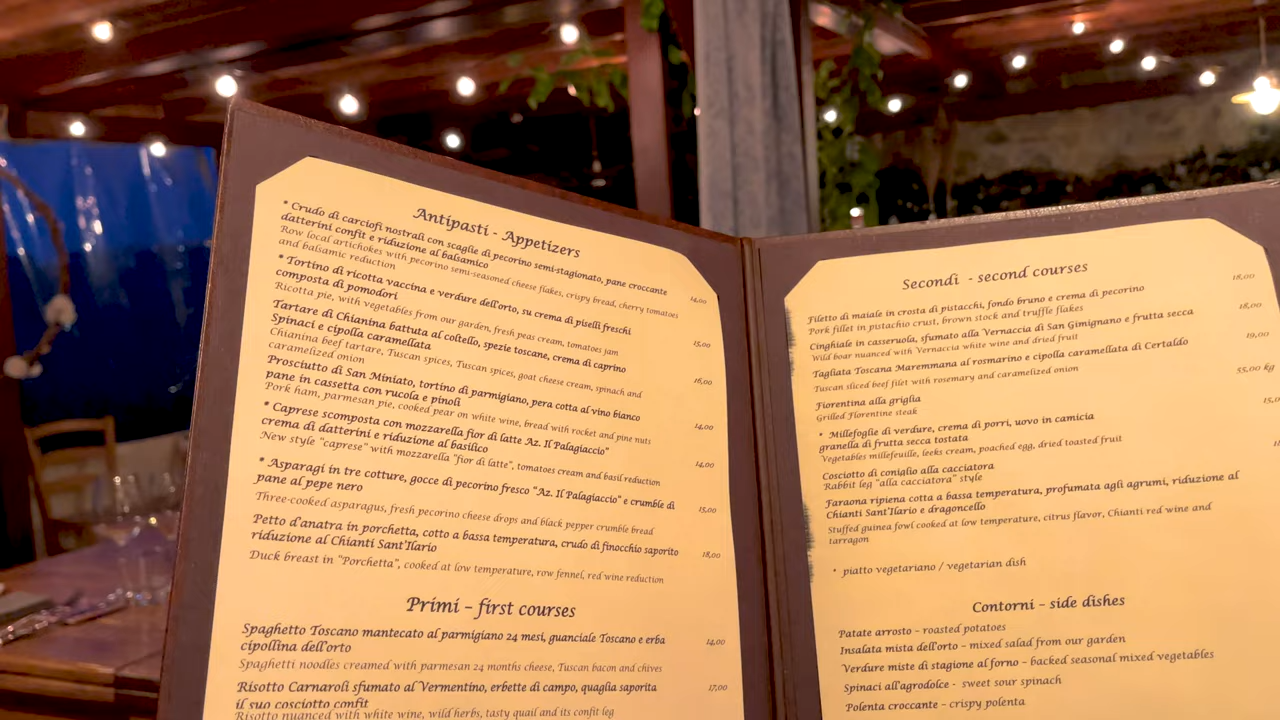 Antipasti - Appetizers
* Crudo di carciofi nostrali con scaglie di pecorino semi-stagionato, pane croccante
datterini confit e riduzione al balsamico
Row local artichokes with pecorino semi-seasoned cheese flakes, crispy bread, cherry tomatoes 14,00
and balsamic reduction
* Tortino di ricotta vaccina e verdure dell'orto, su crema di piselli freschi
composta di pomodori
Ricotta pie, with vegetables from our garden, fresh peas cream, tomatoes jam 15,00
Tartare di Chianina battuta al coltello, spezie toscane, crema di caprino
Spinaci e cipolla caramellata
Chianina beef tartare, Tuscan spices, Tuscan spices, goat cheese cream, spinach and 16,00
caramelized onion
Prosciutto di San Miniato, tortino di parmigiano, pera cotta al vino bianco
pane in cassetta con rucola e pinoli
Pork ham, parmesan pie, cooked pear on white wine, bread with rocket and pine nuts 14,00
* Caprese scomposta con mozzarella fior di latte Az. Il Palagiaccio"
crema di datterini e riduzione al basilico
New style "caprese" with mozzarella "fior di latte", tomatoes cream and basil reduction 14,00
* Asparagi in tre cotture, gocce di pecorino fresco "Az. Il Palagiaccio" e crumble di
pane al pepe nero
Three-cooked asparagus, fresh pecorino cheese drops and black pepper crumble bread 15,00
Petto d'anatra in porchetta, cotto a bassa temperatura, crudo di finocchio saporito
riduzione al Chianti Sant'Ilario 18,00
Duck breast in "Porchetta", cooked at low temperature, row fennel, red wine reduction
Primi – first courses
Spaghetto Toscano mantecato al parmigiano 24 mesi, guanciale Toscano e erba 14,00
cipollina dell'orto
Spaghetti noodles creamed with parmesan 24 months cheese, Tuscan bacon and chives
Risotto Carnaroli sfumato al Vermentino, erbette di campo, quaglia saporita 17,00
il suo cosciotto confit
Risotto nuanced with white wine, wild herbs, tasty quail and its confit leg
Secondi - second courses
Filetto di maiale in crosta di pistacchi, fondo bruno e crema di pecorino 18,00
Pork fillet in pistachio crust, brown stock and truffle flakes
Cinghiale in casseruola, sfumato alla Vernaccia di San Gimignano e frutta secca 18,00
Wild boar nuanced with Vernaccia white wine and dried fruit
Tagliata Toscana Maremmana al rosmarino e cipolla caramellata di Certaldo 19,00
Tuscan sliced beef filet with rosemary and caramelized onion
Fiorentina alla griglia 55,00 kg
Grilled Florentine steak
* Millefoglie di verdure, crema di porri, uovo in camicia
granella di frutta secca tostata
Vegetables millefeuille, leeks cream, poached egg, dried toasted fruit
Cosciotto di coniglio alla cacciatora
Rabbit leg "alla cacciatora" style
Faraona ripiena cotta a bassa temperatura, profumata agli agrumi, riduzione al
Chianti Sant'Ilario e dragoncello
Stuffed guinea fowl cooked at low temperature, citrus flavor, Chianti red wine and
tarragon
* piatto vegetariano / vegetarian dish
Contorni – side dishes
Patate arrosto – roasted potatoes
Insalata mista dell'orto – mixed salad from our garden
Verdure miste di stagione al forno – backed seasonal mixed vegetables
Spinaci all'agrodolce - sweet sour spinach
Polenta croccante – crispy polenta